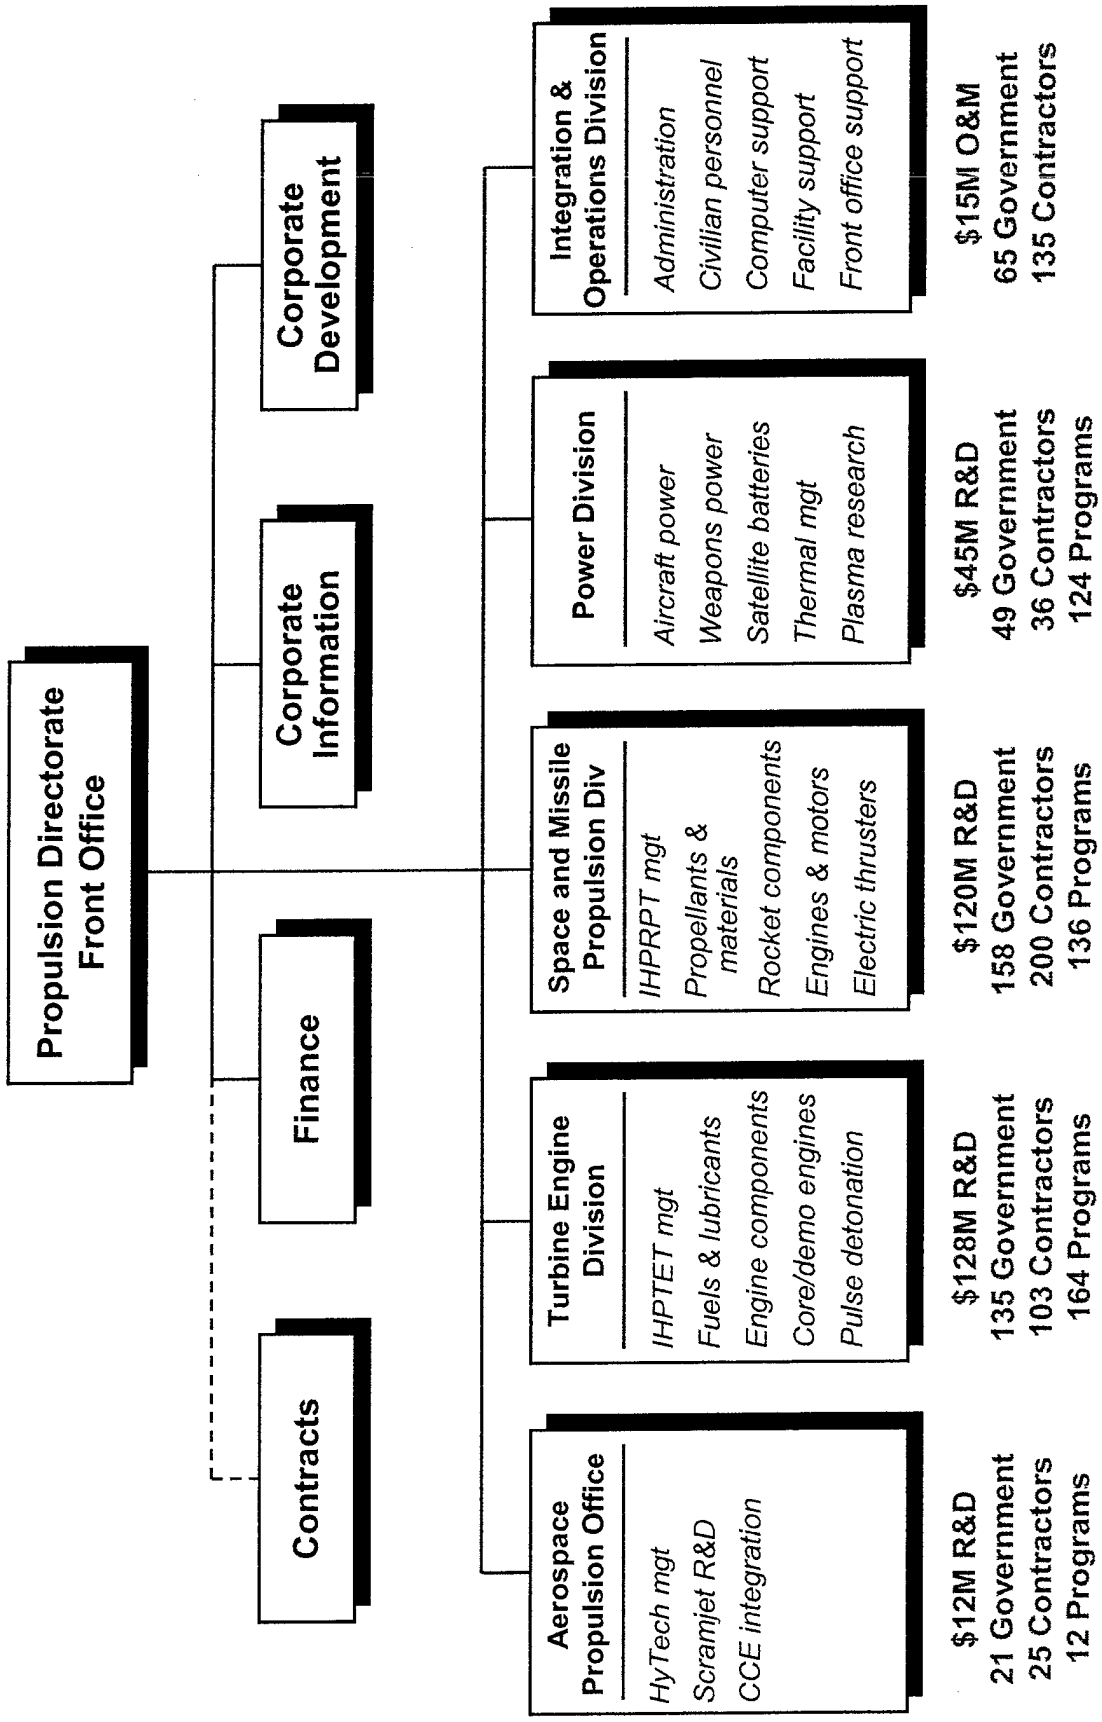 Propulsion Directorate
Front Office
Contracts
Finance
Corporate
Information
Corporate
Development
Aerospace
Propulsion Office
HyTech mgt
Scramjet R&D
CCE integration
$12M R&D
21 Government
25 Contractors
12 Programs
Turbine Engine
Division
IHPTET mgt
Fuels & lubricants
Engine components
Core/demo engines
Pulse detonation
$128M R&D
135 Government
103 Contractors
164 Programs
Space and Missile
Propulsion Div
IHPRPT mgt
Propellants &
materials
Rocket components
Engines & motors
Electric thrusters
$120M R&D
158 Government
200 Contractors
136 Programs
Power Division
Aircraft power
Weapons power
Satellite batteries
Thermal mgt
Plasma research
$45M R&D
49 Government
36 Contractors
124 Programs
Integration &
Operations Division
Administration
Civilian personnel
Computer support
Facility support
Front office support
$15M O&M
65 Government
135 Contractors